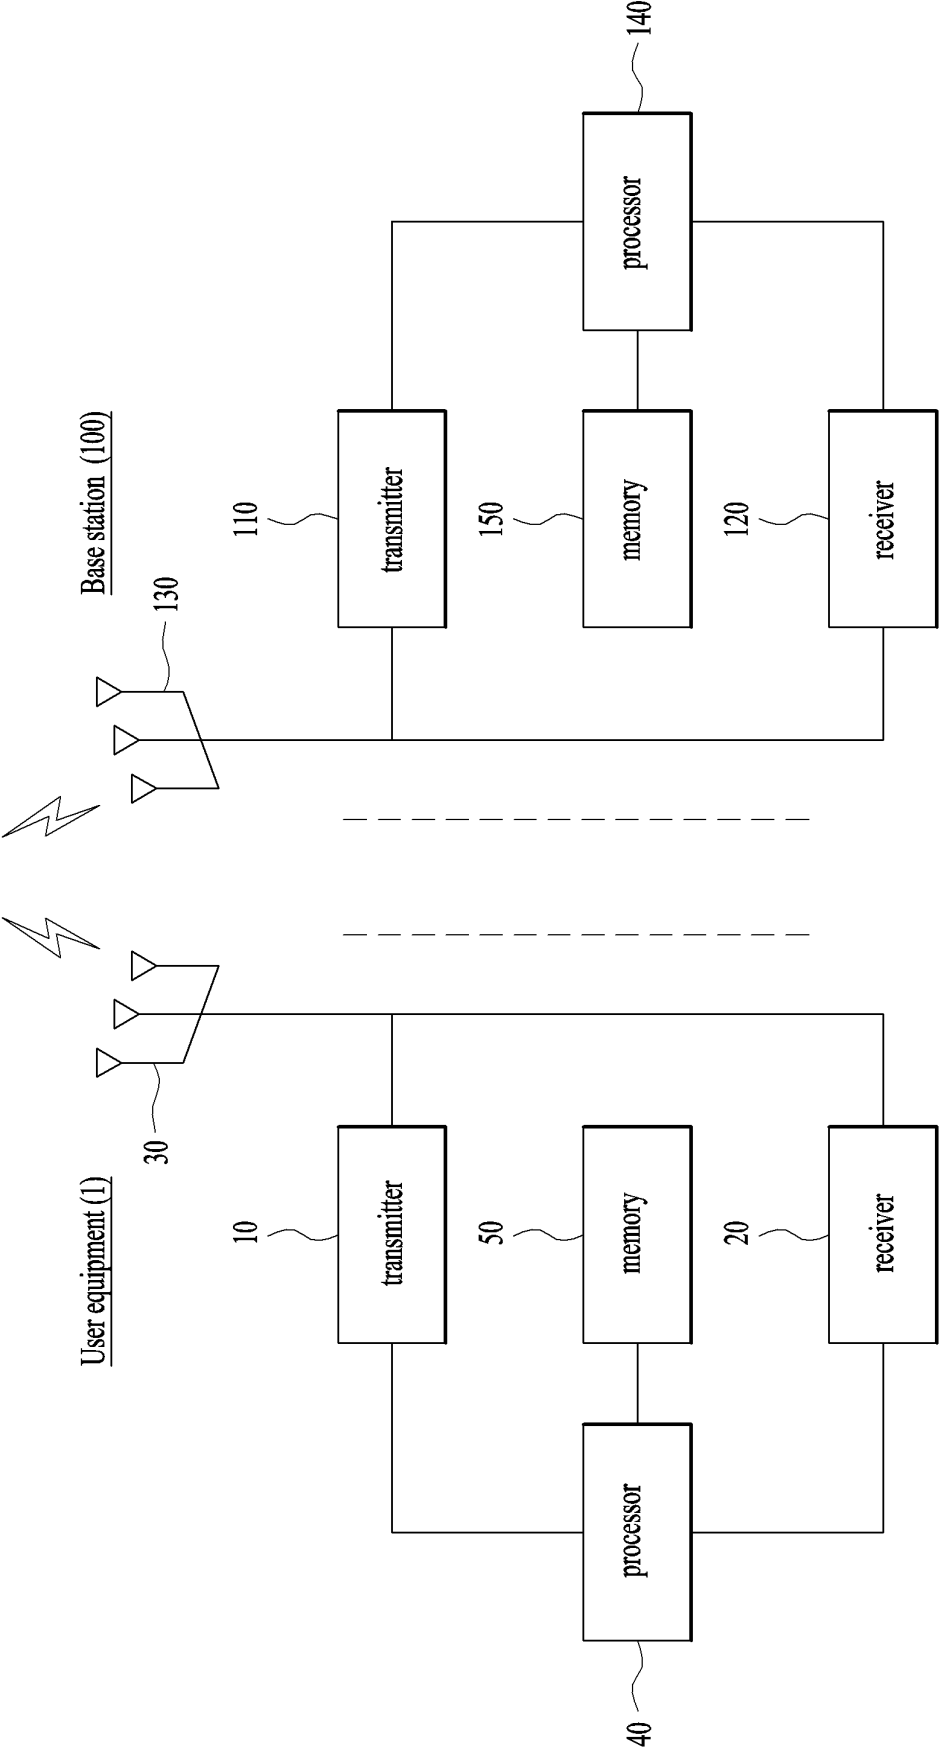 User equipment (1)
Base station (100)
30
130
10
transmitter
110
transmitter
40
processor
50
memory
150
memory
processor
140
20
receiver
120
receiver